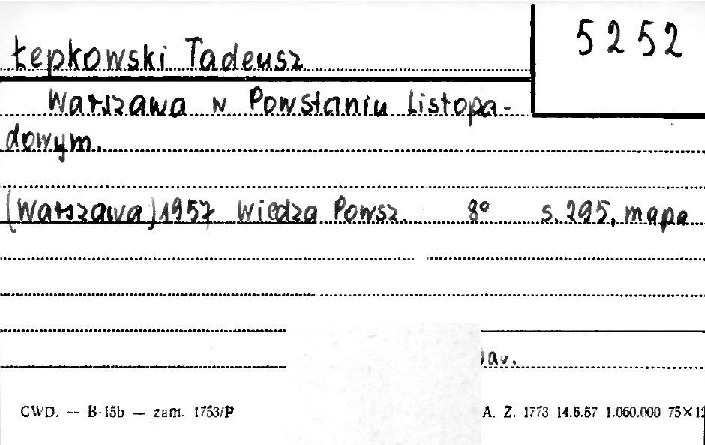 5252
Łepkowski Tadeusz
Warszawa w Powstaniu Listopa-
dowym.
(Warszawa) 1957 Wiedza Powsz. 8° s. 295, mapa
CWD. — B-15b — zam. 1753/P A. Z. 1773 14.6.57 1.060.000 75×12